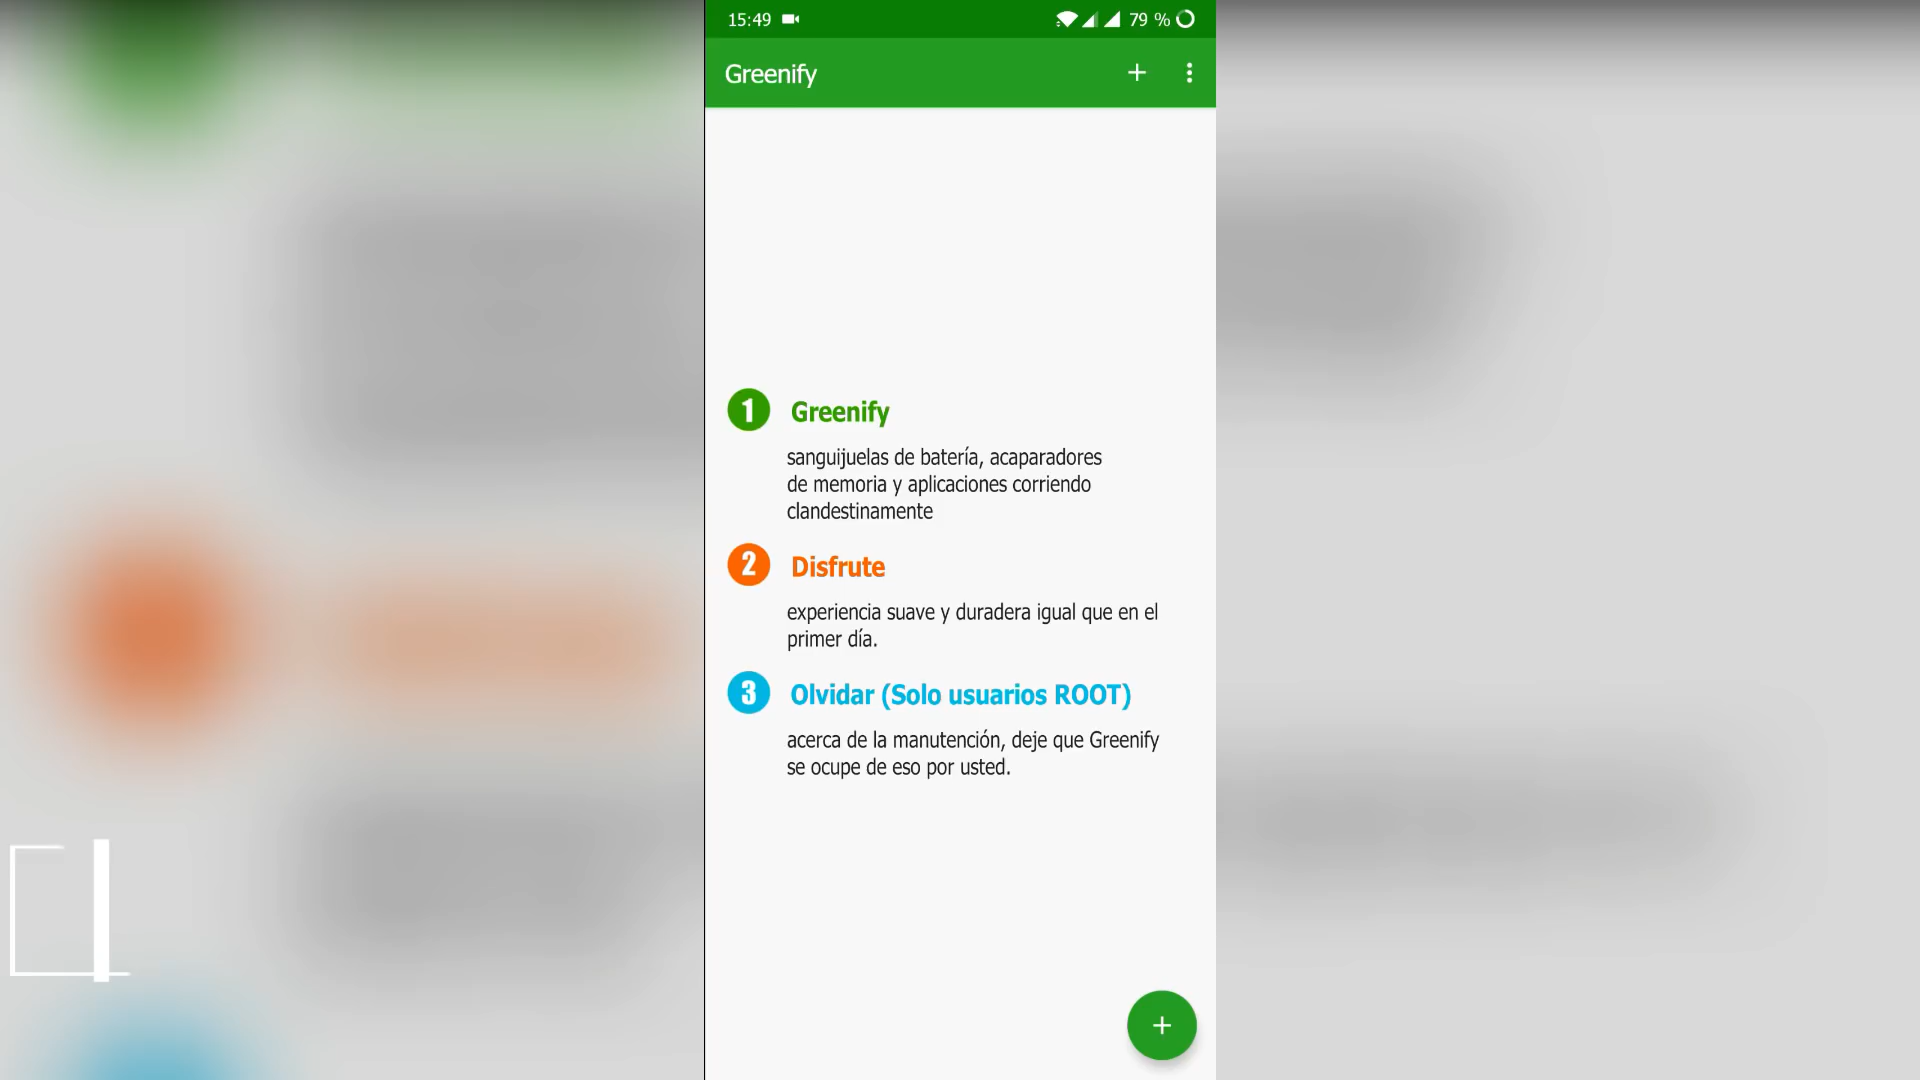 15:49 79 %
Greenify
1 Greenify
sanguijuelas de batería, acaparadores
de memoria y aplicaciones corriendo
clandestinamente
2 Disfrute
experiencia suave y duradera igual que en el
primer día.
3 Olvidar (Solo usuarios ROOT)
acerca de la manutención, deje que Greenify
se ocupe de eso por usted.